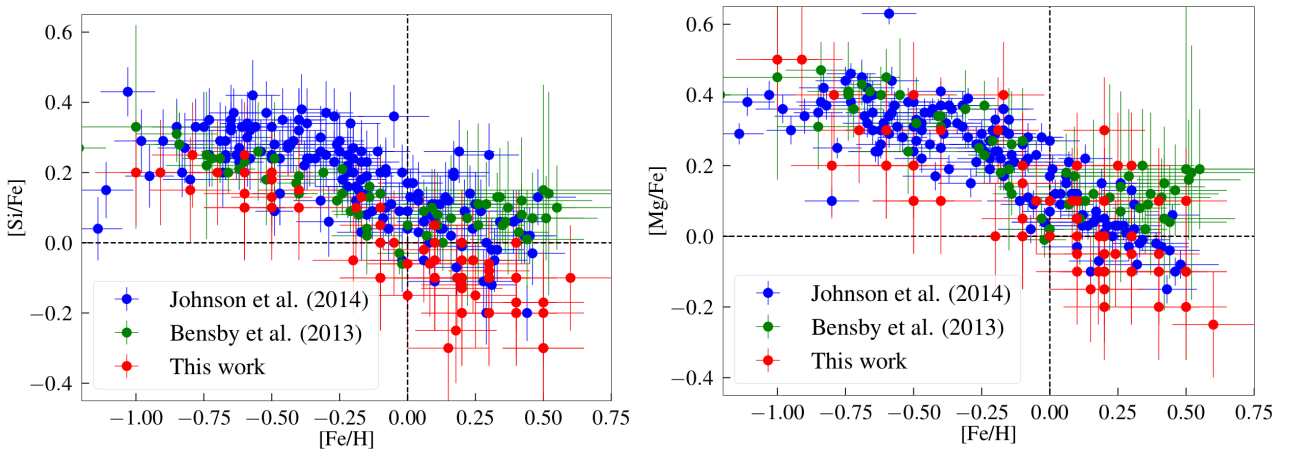 [Si/Fe]
0.6
0.4
0.2
0.0
−0.2
−0.4
Johnson et al. (2014)
Bensby et al. (2013)
This work
−1.00 −0.75 −0.50 −0.25 0.00 0.25 0.50 0.75
[Fe/H]
[Mg/Fe]
0.6
0.4
0.2
0.0
−0.2
−0.4
Johnson et al. (2014)
Bensby et al. (2013)
This work
−1.00 −0.75 −0.50 −0.25 0.00 0.25 0.50 0.75
[Fe/H]